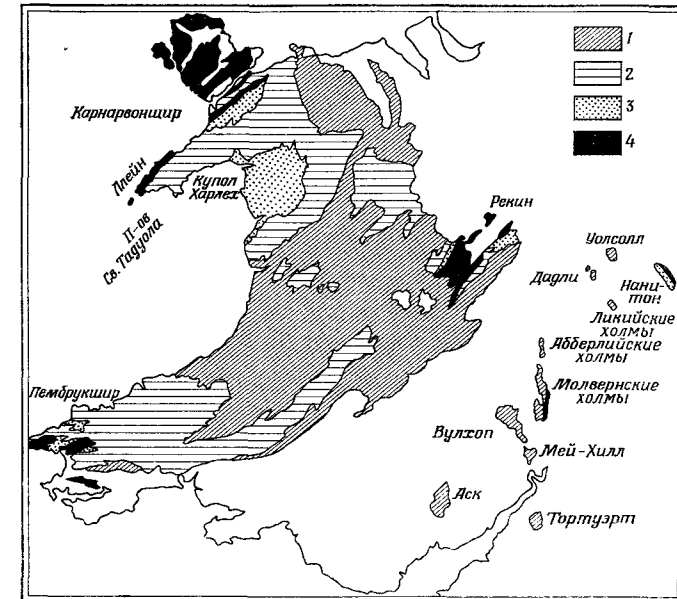 1
2
3
4
Карнарвоншир
Ллейн
Купол
Харлех
П-ов
Св. Тадуола
Рекин
Уолсолл
Дадли
Нани-
тон
Ликийские
холмы
Абберлийские
холмы
Молвернские
холмы
Пембрукшир
Вулхоп
Мей-Хилл
Аск
Тортуэрт